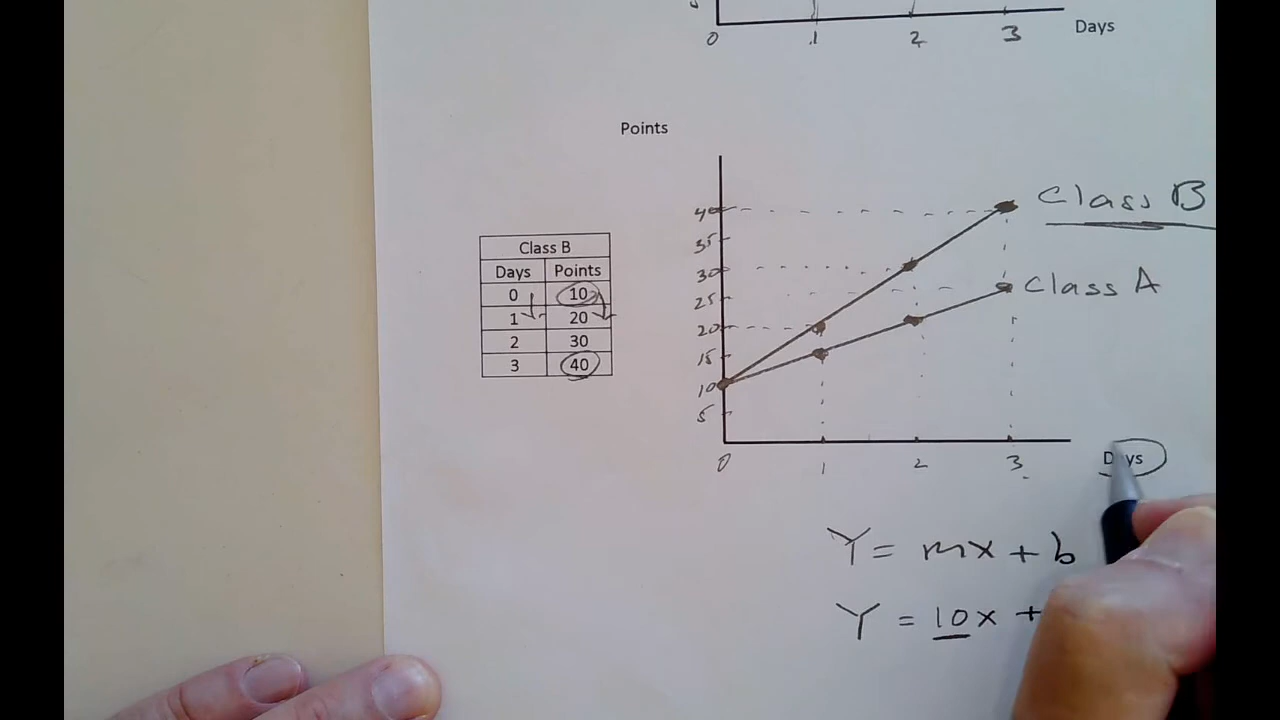 5
0 1 2 3 Days
Points
40
35
30
25
20
15
10
5
0 1 2 3
Class B
Class A
Class B
Days Points
0 10
1 20
2 30
3 40
Y = mx + b
Y = 10x +